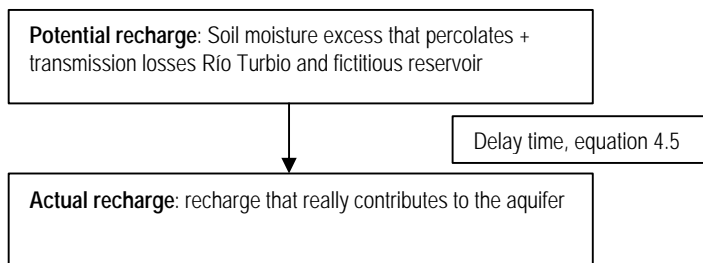 Potential recharge: Soil moisture excess that percolates +
transmission losses Río Turbio and fictitious reservoir
Delay time, equation 4.5
Actual recharge: recharge that really contributes to the aquifer